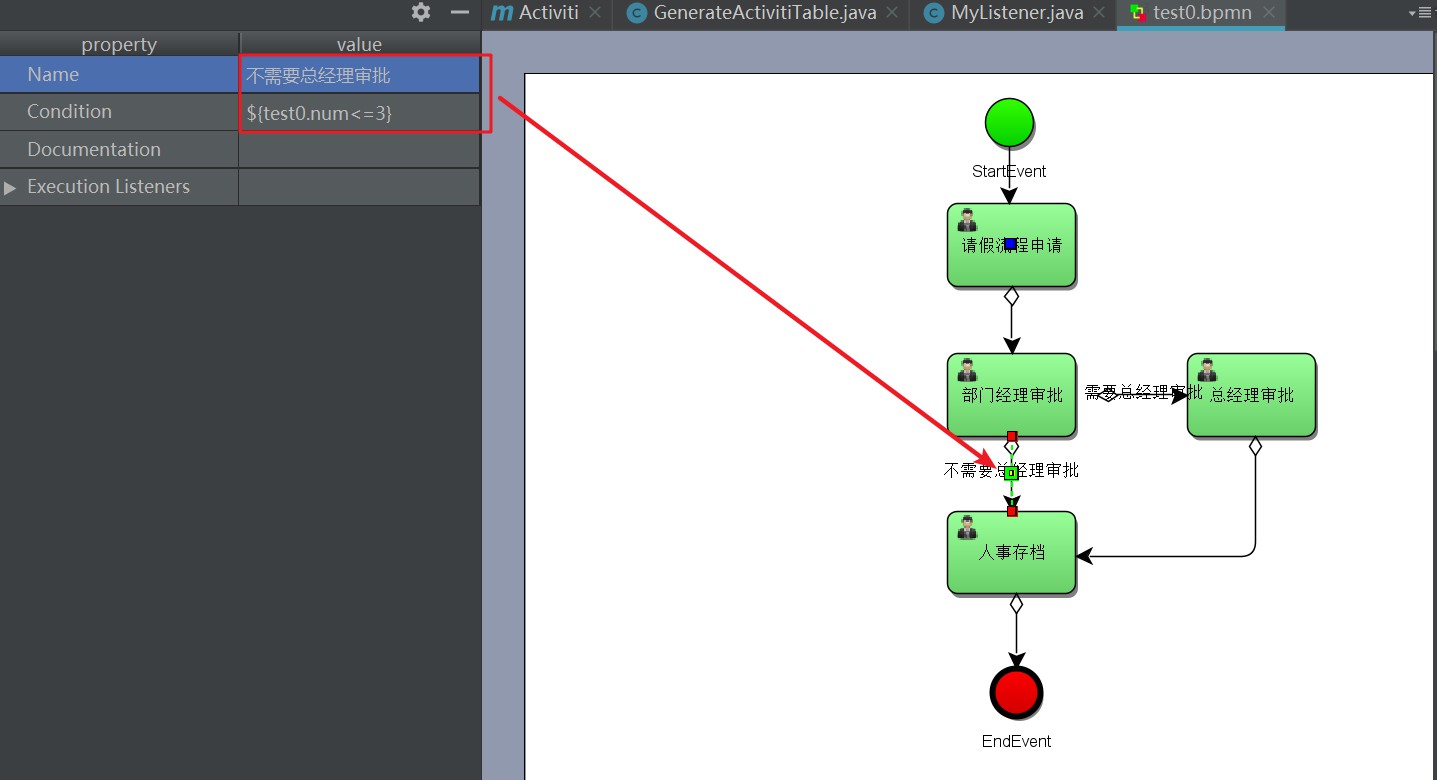 Activiti
GenerateActivitiTable.java
MyListener.java
test0.bpmn
property value
Name 不需要总经理审批
Condition ${test0.num<=3}
Documentation
Execution Listeners
StartEvent
请假流程申请
部门经理审批
需要总经理审批
总经理审批
不需要总经理审批
人事存档
EndEvent